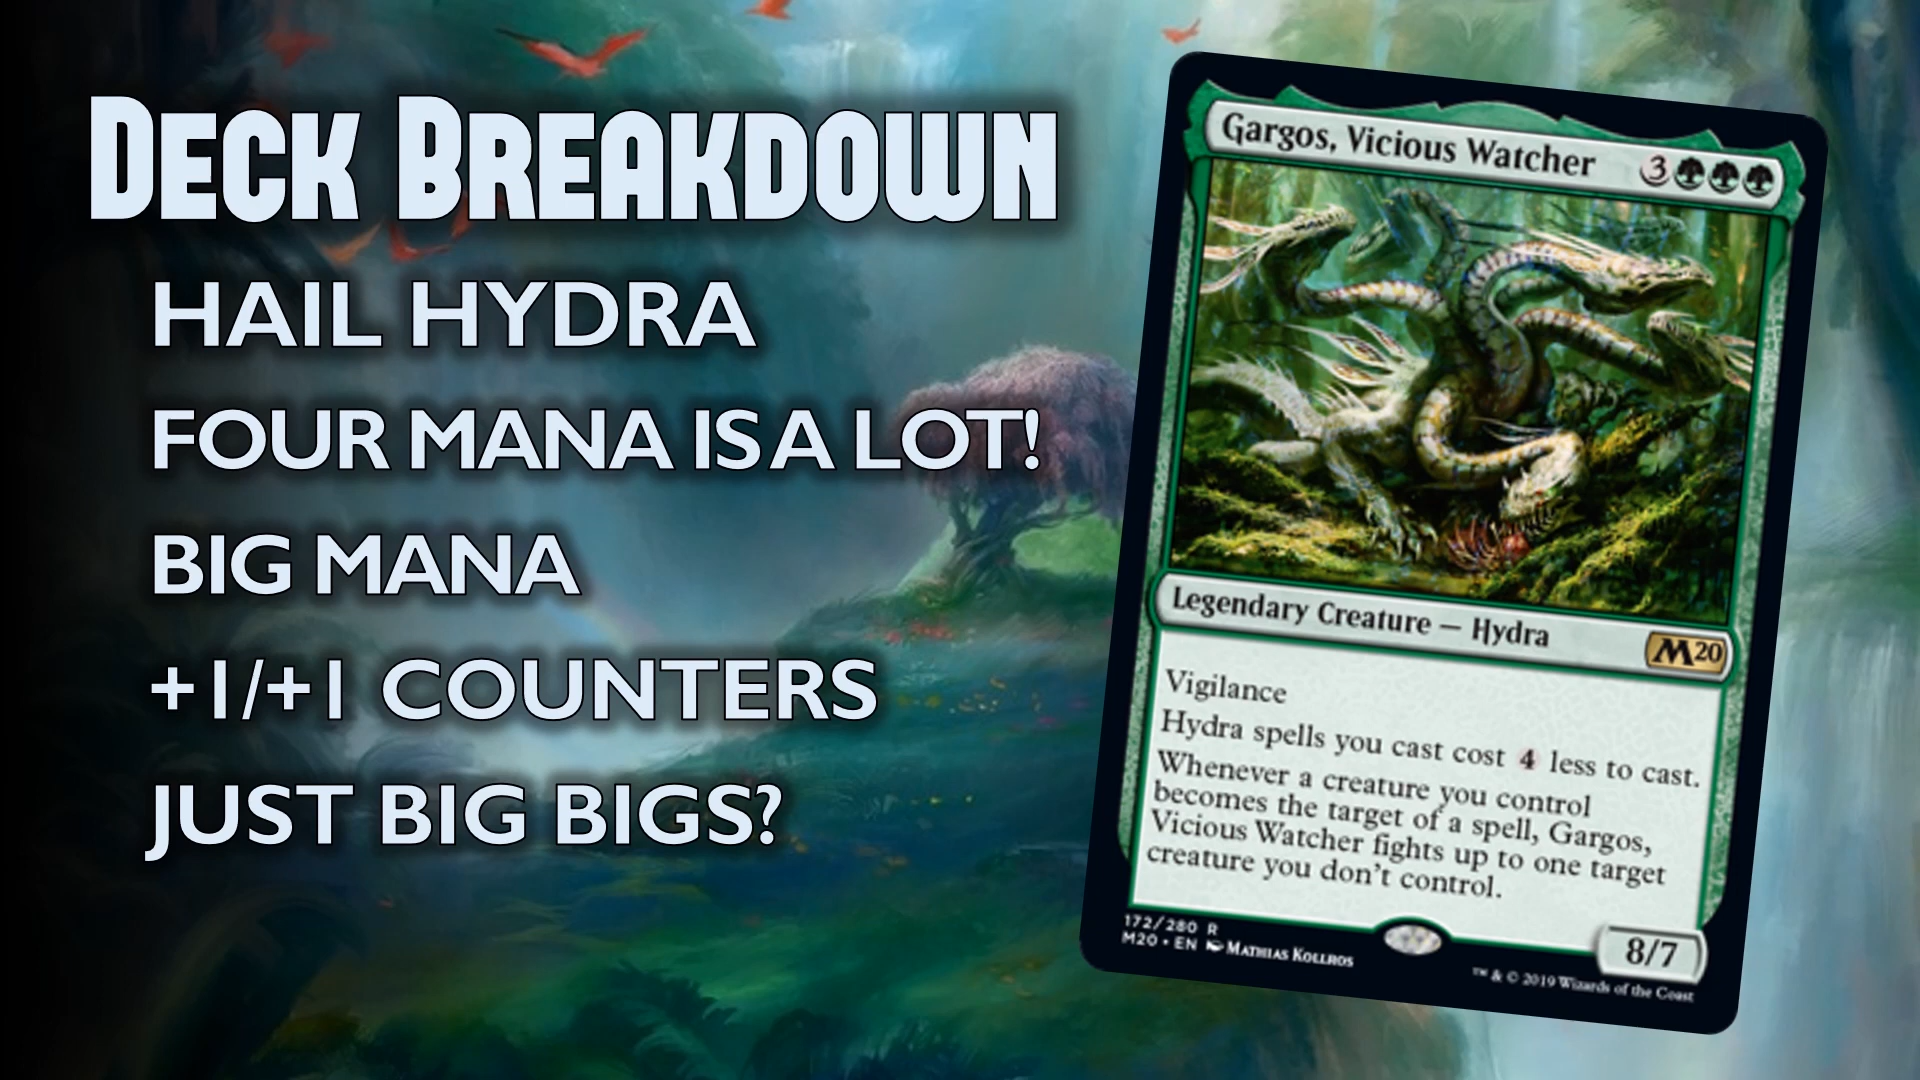 DECK BREAKDOWN
HAIL HYDRA
FOUR MANA IS A LOT!
BIG MANA
+1/+1 COUNTERS
JUST BIG BIGS?
Gargos, Vicious Watcher 3
Legendary Creature — Hydra M20
Vigilance
Hydra spells you cast cost 4 less to cast.
Whenever a creature you control
becomes the target of a spell, Gargos,
Vicious Watcher fights up to one target
creature you don't control.
172/280 R
M20 • EN MATHIAS KOLLROS
8/7
™ & © 2019 Wizards of the Coast